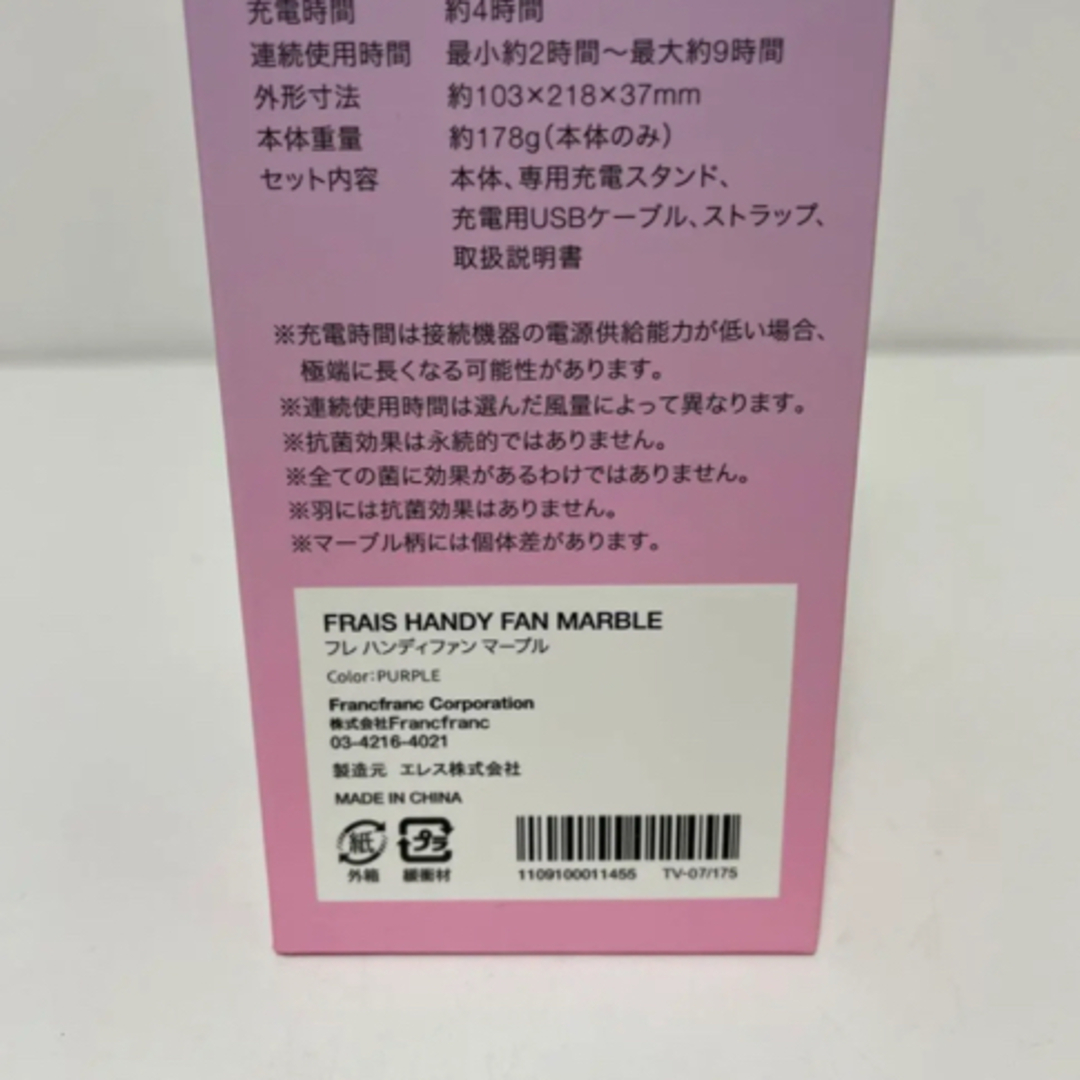 充電時間 約4時間
連続使用時間 最小約2時間～最大約9時間
外形寸法 約103×218×37mm
本体重量 約178g（本体のみ）
セット内容 本体、専用充電スタンド、
充電用USBケーブル、ストラップ、
取扱説明書
※充電時間は接続機器の電源供給能力が低い場合、
極端に長くなる可能性があります。
※連続使用時間は選んだ風量によって異なります。
※抗菌効果は永続的ではありません。
※全ての菌に効果があるわけではありません。
※羽には抗菌効果はありません。
※マーブル柄には個体差があります。
FRAIS HANDY FAN MARBLE
フレ ハンディファン マーブル
Color:PURPLE
Francfranc Corporation
株式会社Francfranc
03-4216-4021
製造元 エレス株式会社
MADE IN CHINA
紙 プラ
外箱 緩衝材
1109100011455 TV-07/175